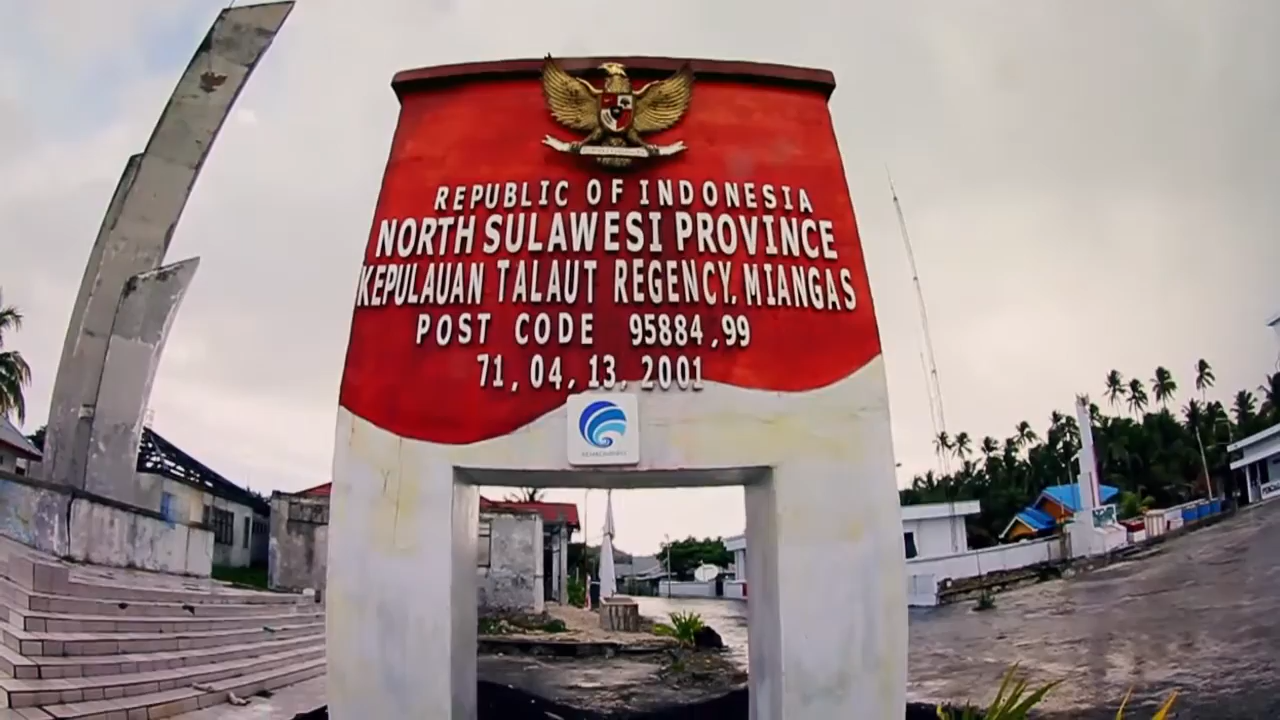 REPUBLIC OF INDONESIA
NORTH SULAWESI PROVINCE
KEPULAUAN TALAUT REGENCY. MIANGAS
POST CODE 95884,99
71, 04, 13, 2001